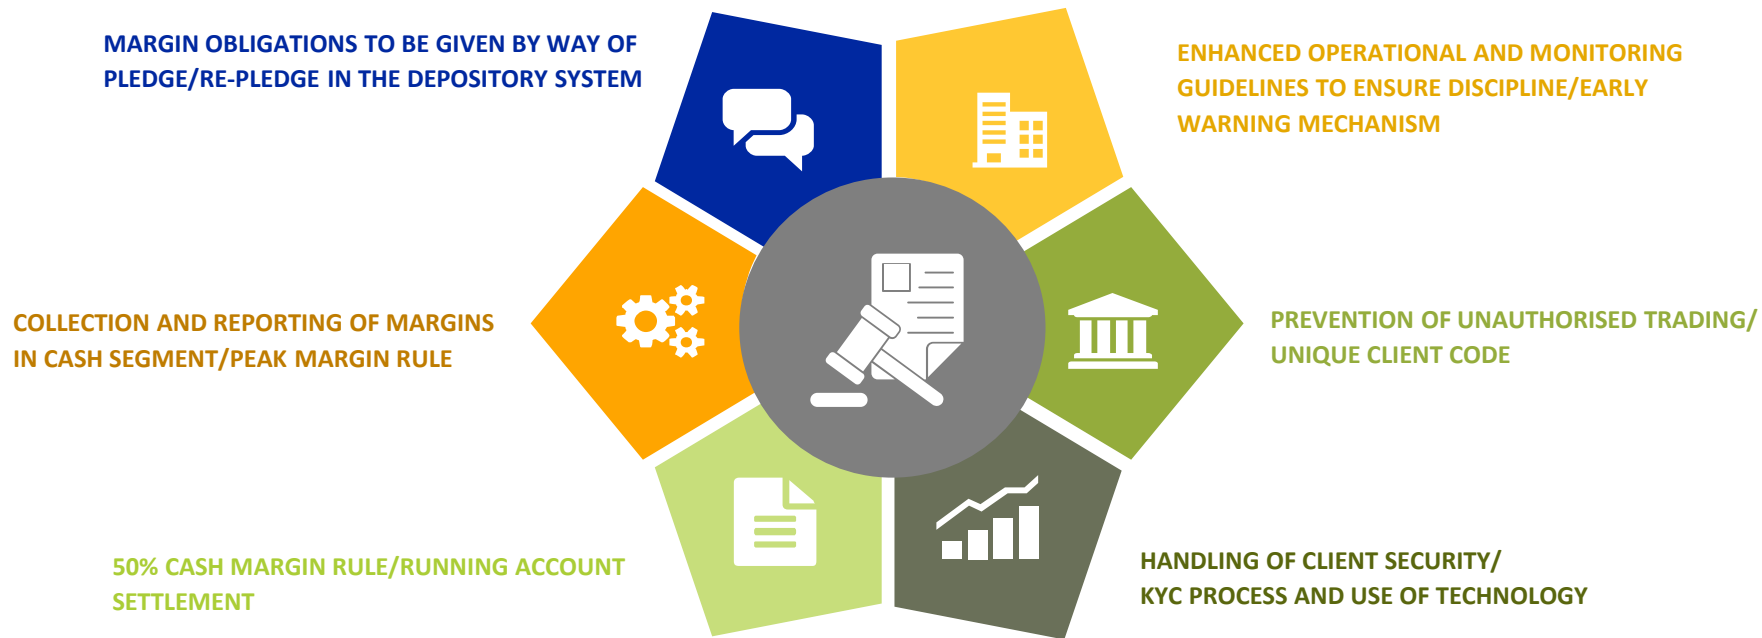 MARGIN OBLIGATIONS TO BE GIVEN BY WAY OF
PLEDGE/RE-PLEDGE IN THE DEPOSITORY SYSTEM
ENHANCED OPERATIONAL AND MONITORING
GUIDELINES TO ENSURE DISCIPLINE/EARLY
WARNING MECHANISM
COLLECTION AND REPORTING OF MARGINS
IN CASH SEGMENT/PEAK MARGIN RULE
PREVENTION OF UNAUTHORISED TRADING/
UNIQUE CLIENT CODE
50% CASH MARGIN RULE/RUNNING ACCOUNT
SETTLEMENT
HANDLING OF CLIENT SECURITY/
KYC PROCESS AND USE OF TECHNOLOGY